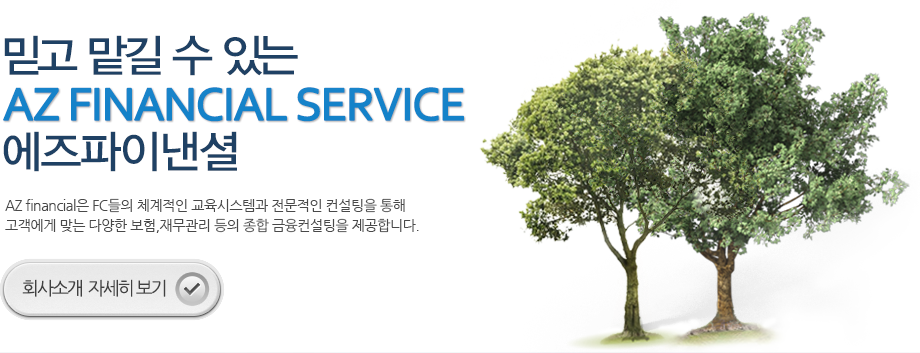 믿고 맡길 수 있는
AZ FINANCIAL SERVICE
에즈파이낸셜
AZ financial은 FC들의 체계적인 교육시스템과 전문적인 컨설팅을 통해
고객에게 맞는 다양한 보험,재무관리 등의 종합 금융컨설팅을 제공합니다.
회사소개 자세히 보기